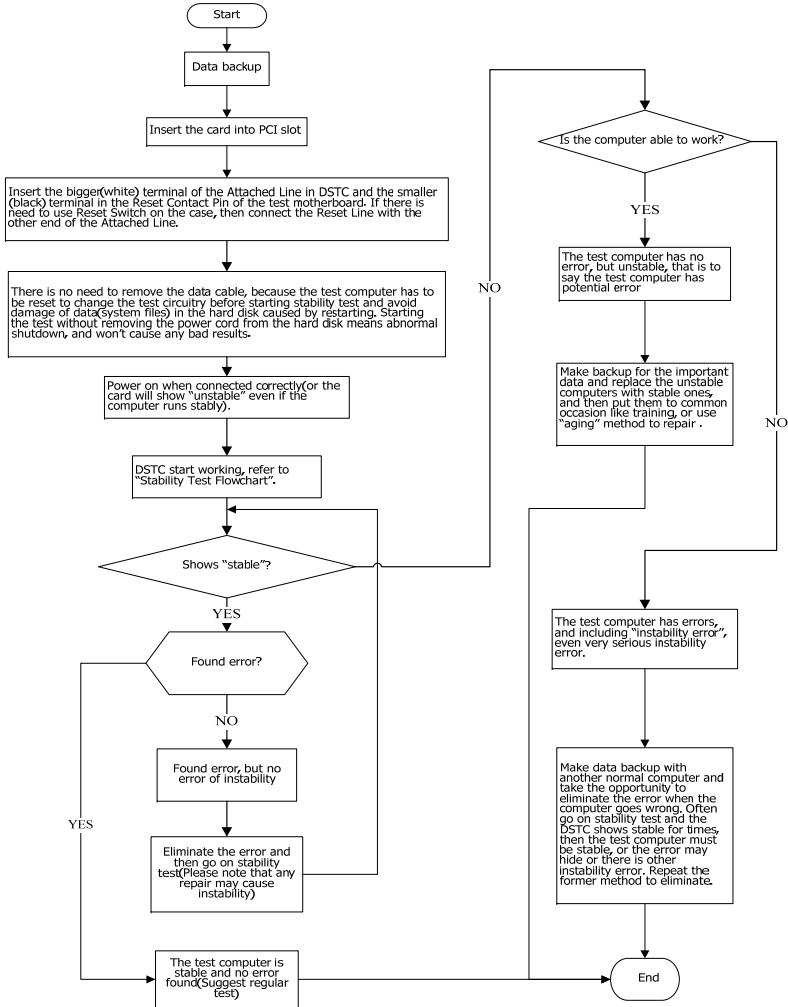 Start
Data backup
Insert the card into PCI slot
Insert the bigger(white) terminal of the Attached Line in DSTC and the smaller
(black) terminal in the Reset Contact Pin of the test motherboard. If there is
need to use Reset Switch on the case, then connect the Reset Line with the
other end of the Attached Line.
There is no need to remove the data cable, because the test computer has to
be reset to change the test circuitry before starting stability test and avoid
damage of data(system files) in the hard disk caused by restarting. Starting
the test without removing the power cord from the hard disk means abnormal
shutdown, and won't cause any bad results.
Power on when connected correctly(or the
card will show "unstable" even if the
computer runs stably).
DSTC start working, refer to
"Stability Test Flowchart".
Shows "stable"?
YES
Found error?
NO
Found error, but no
error of instability
YES
Eliminate the error and
then go on stability
test(Please note that any
repair may cause
instability)
The test computer is
stable and no error
found(Suggest regular
test)
NO
Is the computer able to work?
YES
The test computer has no
error, but unstable, that is to
say the test computer has
potential error
Make backup for the important
data and replace the unstable
computers with stable ones,
and then put them to common
occasion like training, or use
"aging" method to repair .
NO
The test computer has errors,
and including "instability error",
even very serious instability
error.
Make data backup with
another normal computer and
take the opportunity to
eliminate the error when the
computer goes wrong. Often
go on stability test and the
DSTC shows stable for times,
then the test computer must
be stable, or the error may
hide or there is other
instability error. Repeat the
former method to eliminate.
End